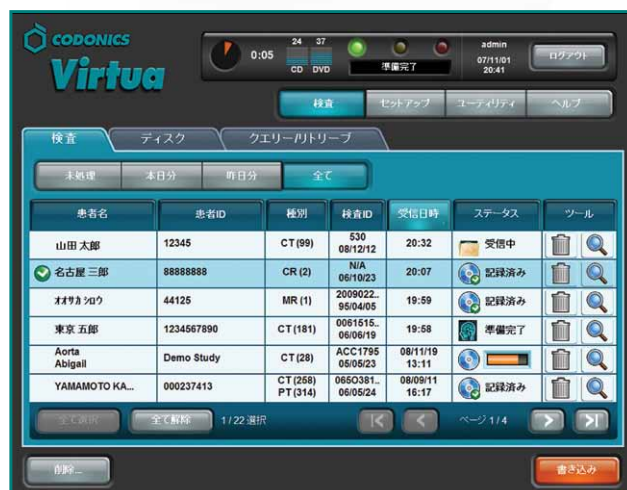 CODONICS
Virtua
0:05
24 37
CD DVD
準備完了
admin
07/11/01
20:41
ログアウト
検査 セットアップ ユーティリティ ヘルプ
検査 ディスク クエリー/リトリーブ
未処理 本日分 昨日分 全て
患者名 患者ID 種別 検査ID 受信日時 ステータス ツール
山田 太郎 12345 CT (99) 530 08/12/12 20:32 受信中
名古屋 三郎 88888888 CR (2) N/A 06/10/23 20:07 記録済み
オオサカ シロウ 44125 MR (1) 2009022.. 95/04/05 19:59 記録済み
東京 五郎 1234567890 CT (181) 0061515.. 06/06/19 19:58 準備完了
Aorta Abigail Demo Study CT (28) ACC1795 05/05/23 08/11/19 13:11
YAMAMOTO KA... 000237413 CT (258) PT (314) 0650381.. 06/05/24 08/09/11 16:17 記録済み
全て選択 全て解除 1/22 選択 ページ 1/4
削除... 書き込み